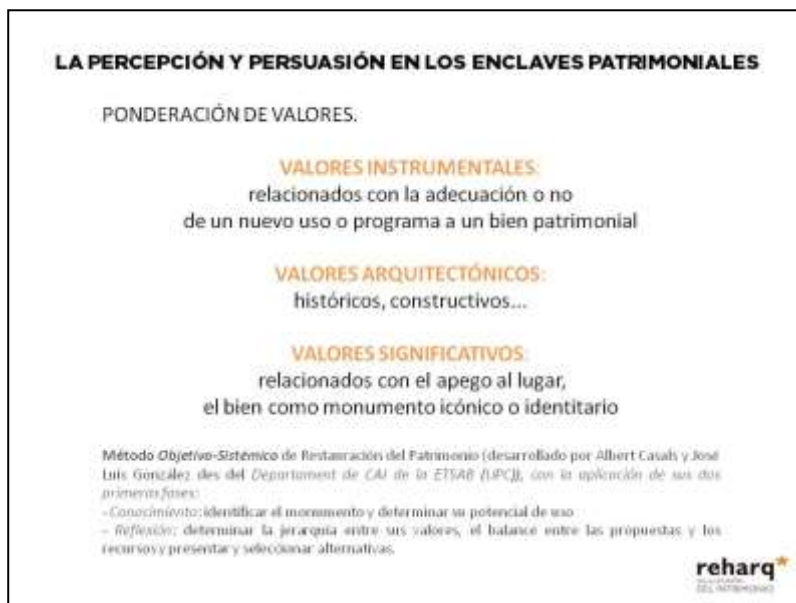 LA PERCEPCIÓN Y PERSUASIÓN EN LOS ENCLAVES PATRIMONIALES
PONDERACIÓN DE VALORES.
VALORES INSTRUMENTALES:
relacionados con la adecuación o no
de un nuevo uso o programa a un bien patrimonial
VALORES ARQUITECTÓNICOS:
históricos, constructivos...
VALORES SIGNIFICATIVOS:
relacionados con el apego al lugar,
el bien como monumento icónico o identitario
Método Objetivo-Sistémico de Restauración del Patrimonio (desarrollado por Albert Casals y José
Luis González des del Departament de CAI de la ETSAB (UPC)), con la aplicación de sus dos
primeras fases:
- Conocimiento: identificar el monumento y determinar su potencial de uso
- Reflexión: determinar la jerarquía entre sus valores, el balance entre las propuestas y los
recursos y presentar y seleccionar alternativas.
reharq*
DEL PATRIMONIO